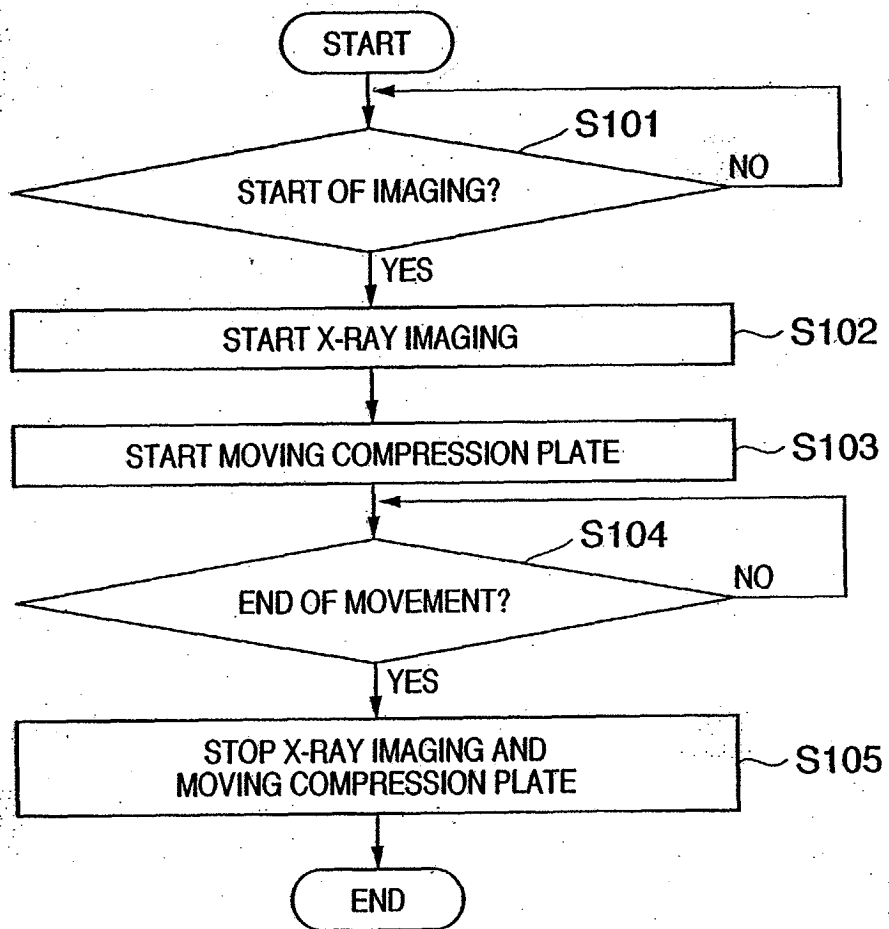 START
S101
START OF IMAGING?
NO
YES
START X-RAY IMAGING
S102
START MOVING COMPRESSION PLATE
S103
S104
END OF MOVEMENT?
NO
YES
STOP X-RAY IMAGING AND
MOVING COMPRESSION PLATE
S105
END